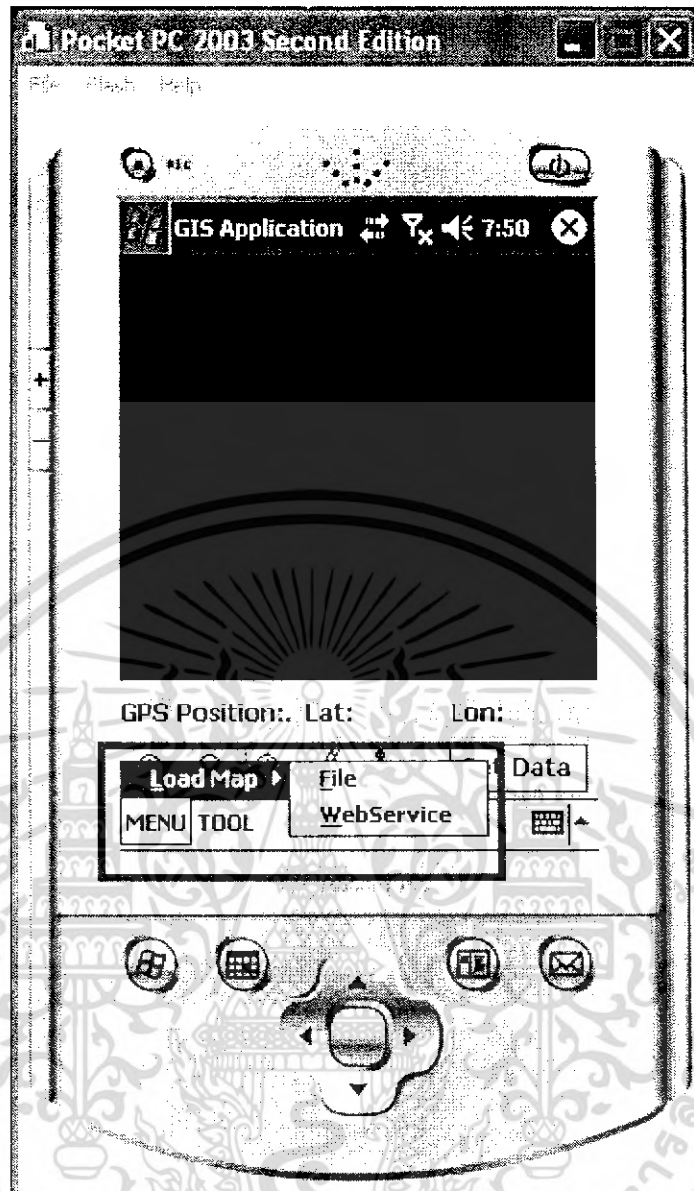 Pocket PC 2003 Second Edition
File Flash Help
GIS Application 7:50
GPS Position:. Lat: Lon:
Load Map File Data
WebService
MENU TOOL